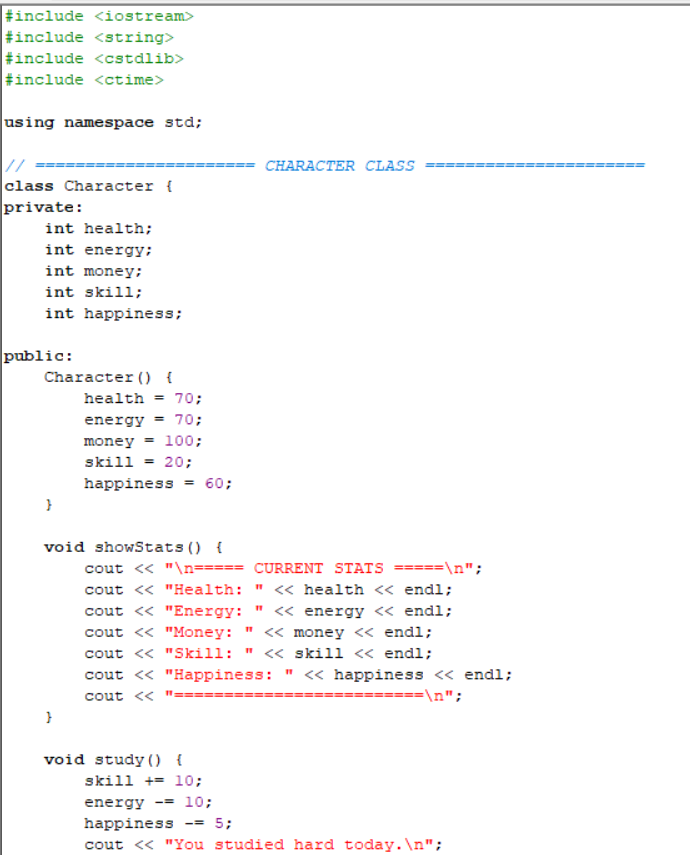 #include <iostream>
#include <string>
#include <cstdlib>
#include <ctime>

using namespace std;

// ====================== CHARACTER CLASS ======================
class Character {
private:
    int health;
    int energy;
    int money;
    int skill;
    int happiness;

public:
    Character() {
        health = 70;
        energy = 70;
        money = 100;
        skill = 20;
        happiness = 60;
    }

    void showStats() {
        cout << "\n===== CURRENT STATS =====\n";
        cout << "Health: " << health << endl;
        cout << "Energy: " << energy << endl;
        cout << "Money: " << money << endl;
        cout << "Skill: " << skill << endl;
        cout << "Happiness: " << happiness << endl;
        cout << "=========================\n";
    }

    void study() {
        skill += 10;
        energy -= 10;
        happiness -= 5;
        cout << "You studied hard today.\n";